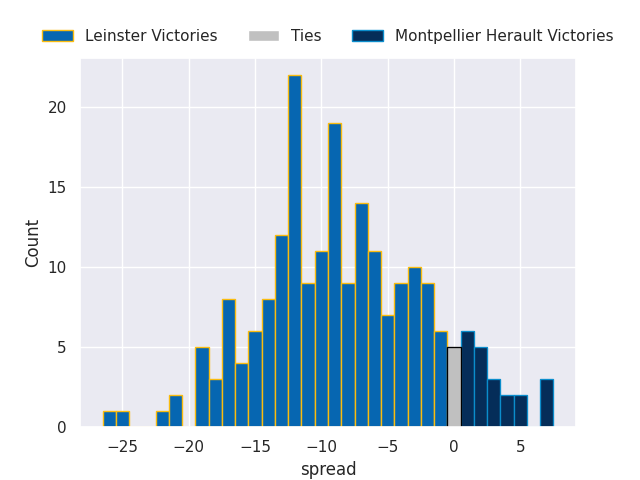 Leinster Victories Ties Montpellier Herault Victories
20
15
10
5
0
Count
−25 −20 −15 −10 −5 0 5
spread